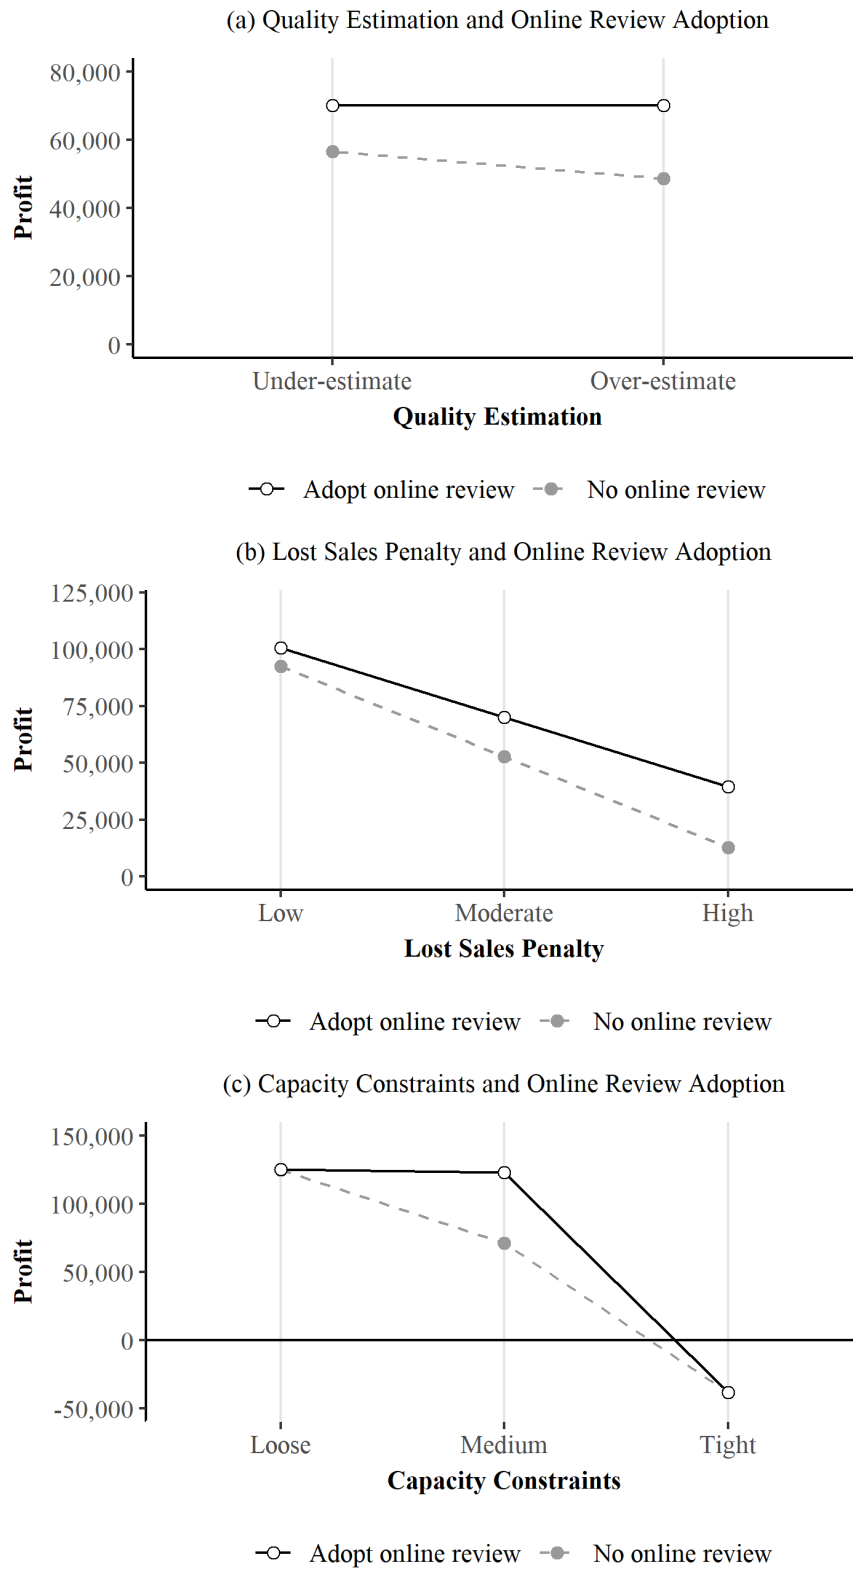 (a) Quality Estimation and Online Review Adoption
80,000
60,000
40,000
20,000
0
Profit
Under-estimate Over-estimate
Quality Estimation
Adopt online review No online review
(b) Lost Sales Penalty and Online Review Adoption
125,000
100,000
75,000
50,000
25,000
0
Profit
Low Moderate High
Lost Sales Penalty
Adopt online review No online review
(c) Capacity Constraints and Online Review Adoption
150,000
100,000
50,000
0
-50,000
Profit
Loose Medium Tight
Capacity Constraints
Adopt online review No online review